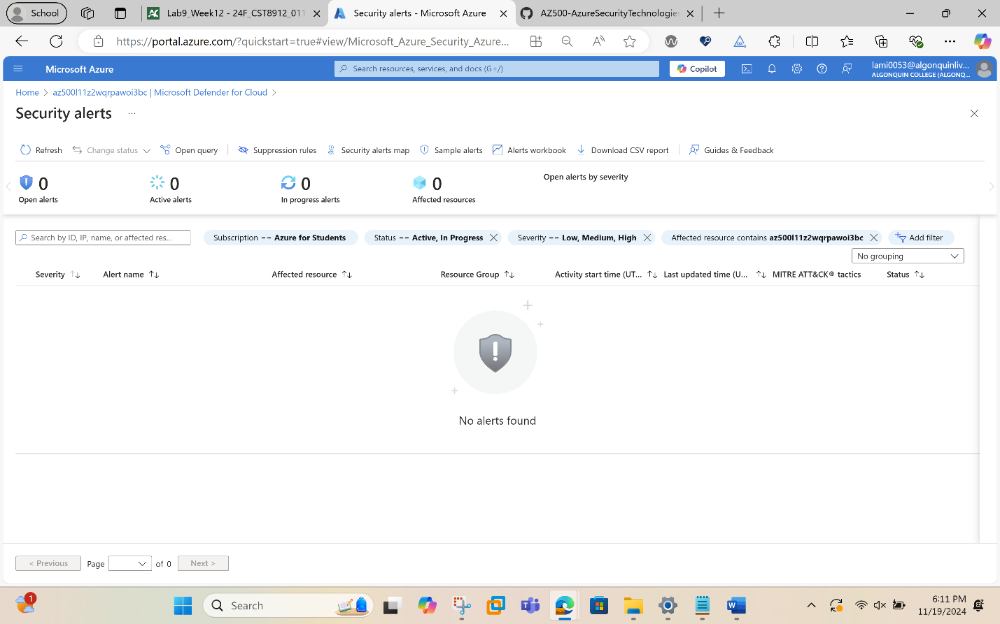 School
Lab9_Week12 - 24F_CST8912_011
Security alerts - Microsoft Azure
AZ500-AzureSecurityTechnologies
https://portal.azure.com/?quickstart=true#view/Microsoft_Azure_Security_Azure...
Microsoft Azure
Search resources, services, and docs (G+/)
Copilot
lami0053@algonquinliv...
ALGONQUIN COLLEGE (ALGONQ...
Home > az500l11z2wqrpawoi3bc | Microsoft Defender for Cloud >
Security alerts ...
Refresh Change status Open query Suppression rules Security alerts map Sample alerts Alerts workbook Download CSV report Guides & Feedback
0 0 0 0
Open alerts Active alerts In progress alerts Affected resources
Open alerts by severity
Search by ID, IP, name, or affected res...
Subscription == Azure for Students
Status == Active, In Progress
Severity == Low, Medium, High
Affected resource contains az500l11z2wqrpawoi3bc
Add filter
No grouping
Severity Alert name Affected resource Resource Group Activity start time (UT... Last updated time (U... MITRE ATT&CK® tactics Status
No alerts found
< Previous Page of 0 Next >
1
Search
6:11 PM
11/19/2024